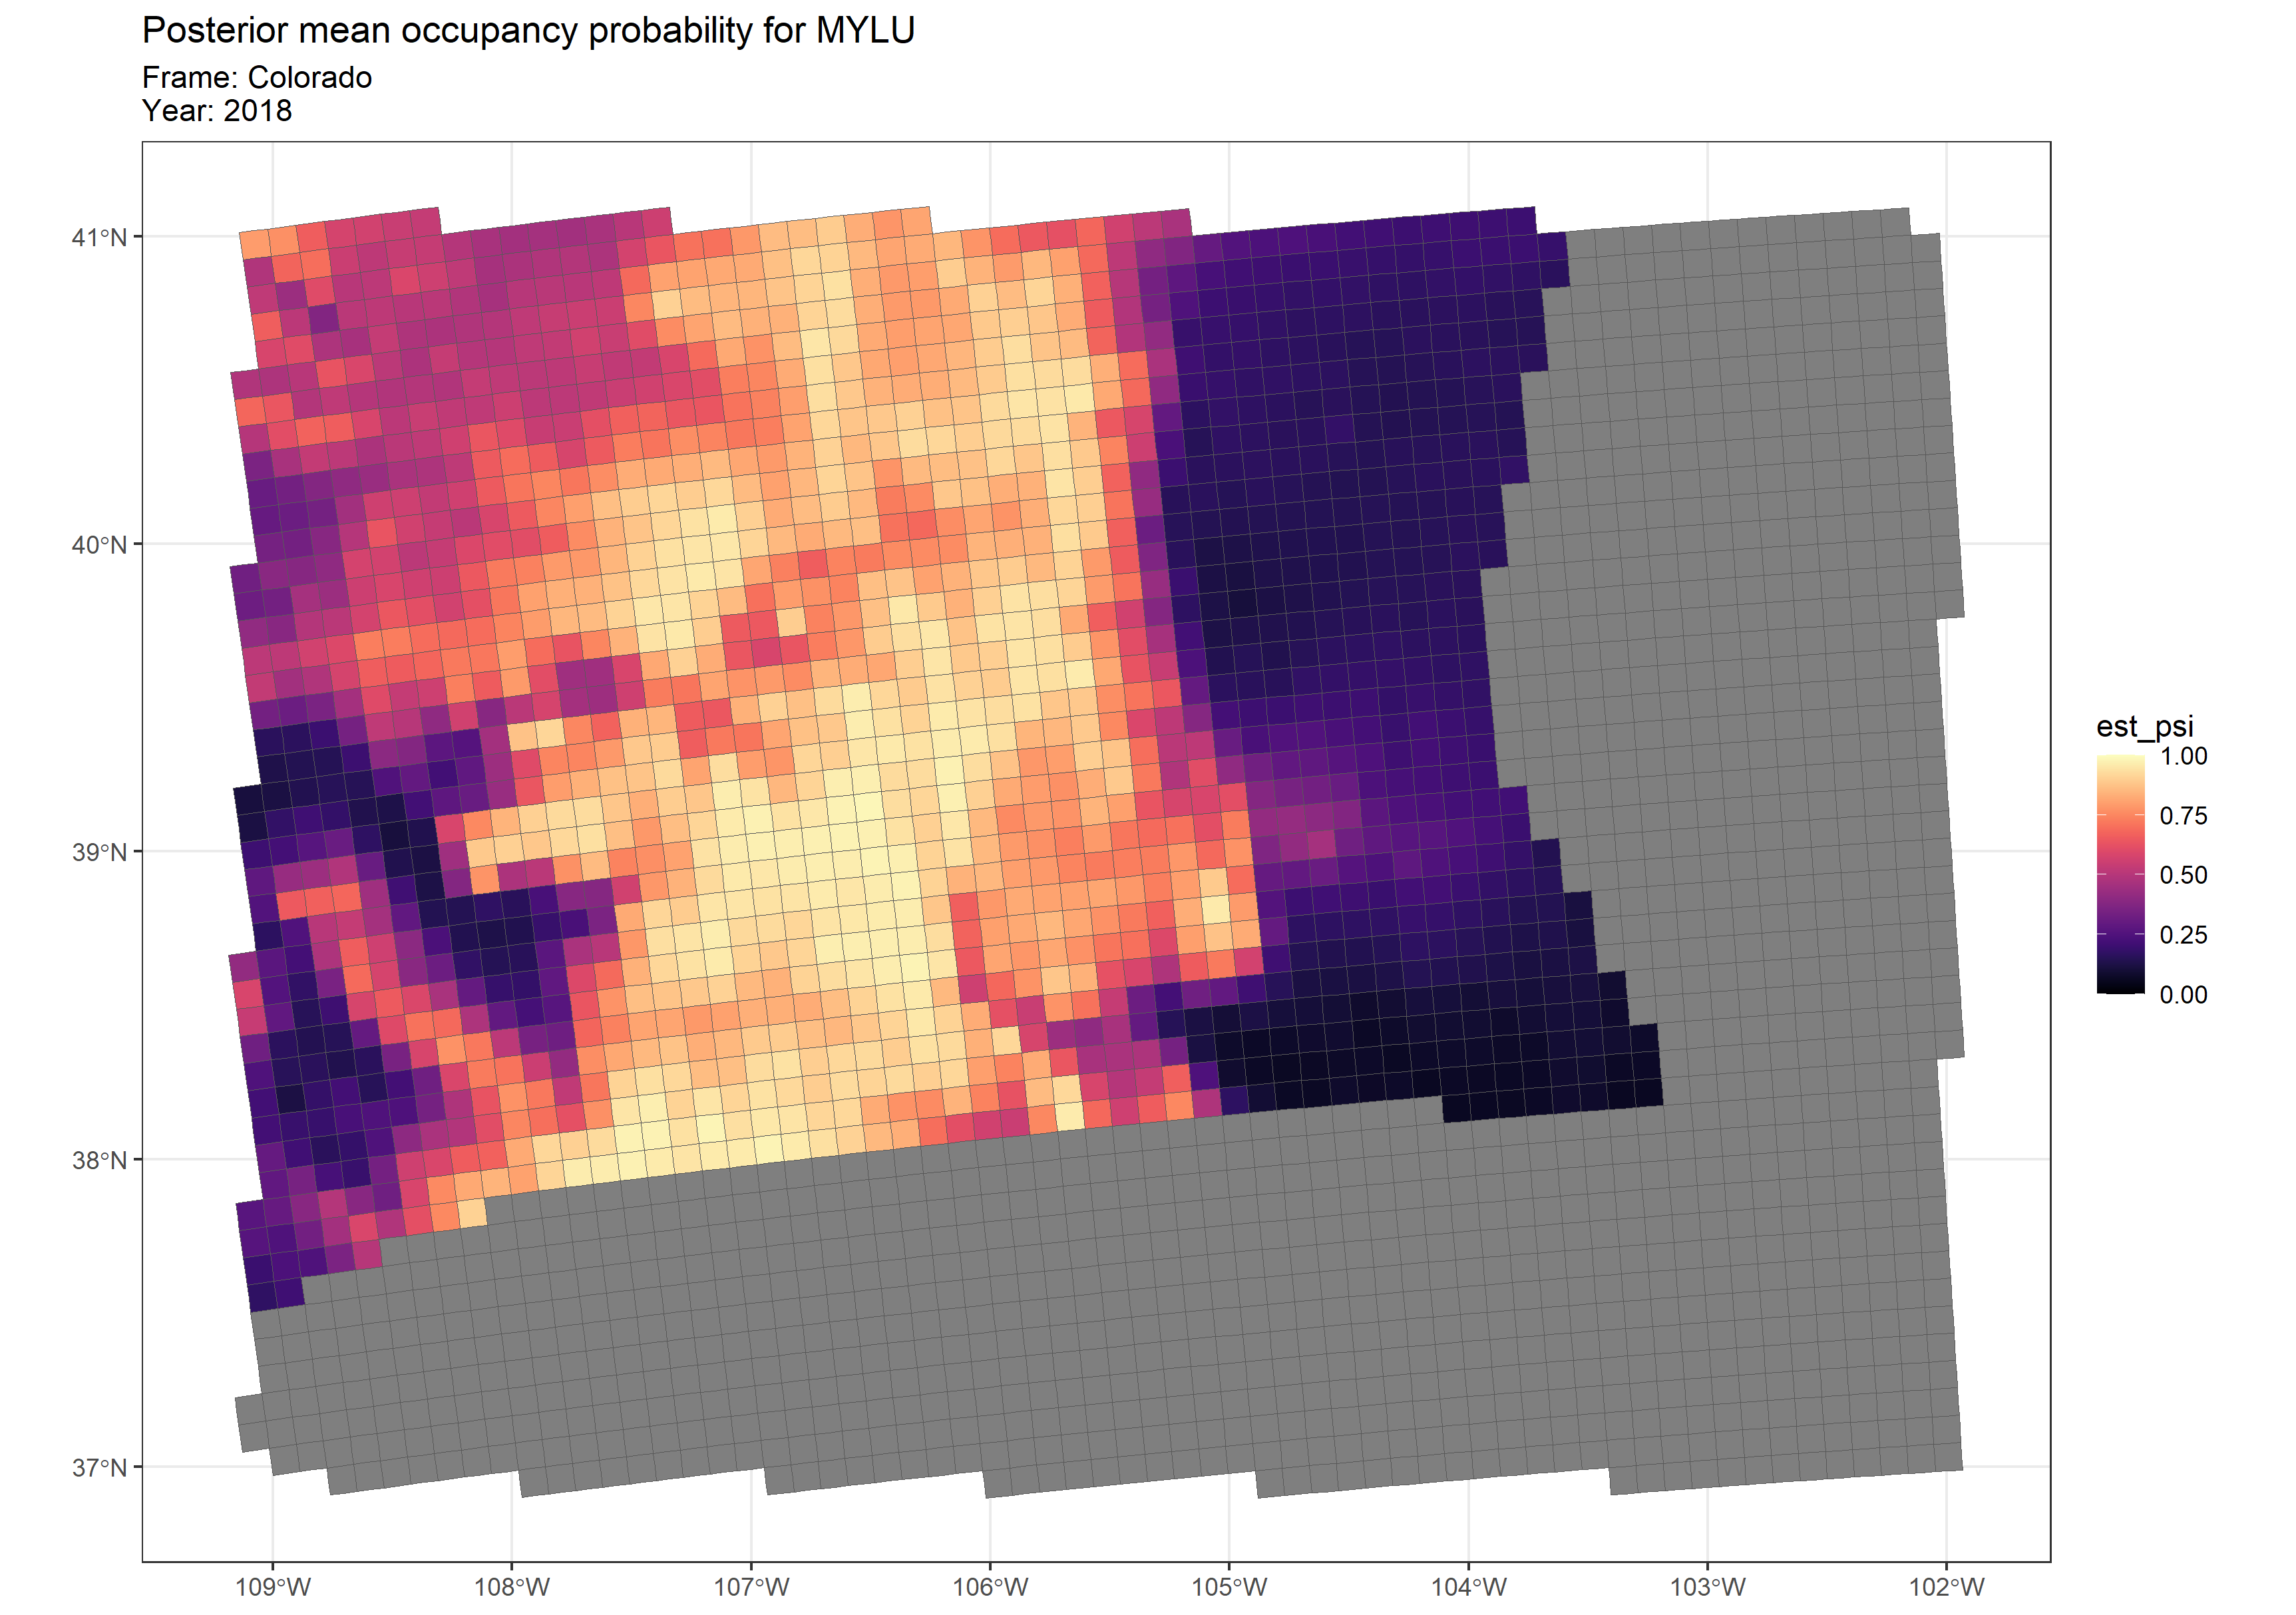 Posterior mean occupancy probability for MYLU
Frame: Colorado
Year: 2018
41°N
40°N
39°N
38°N
37°N
109°W
108°W
107°W
106°W
105°W
104°W
103°W
102°W
est_psi
1.00
0.75
0.50
0.25
0.00